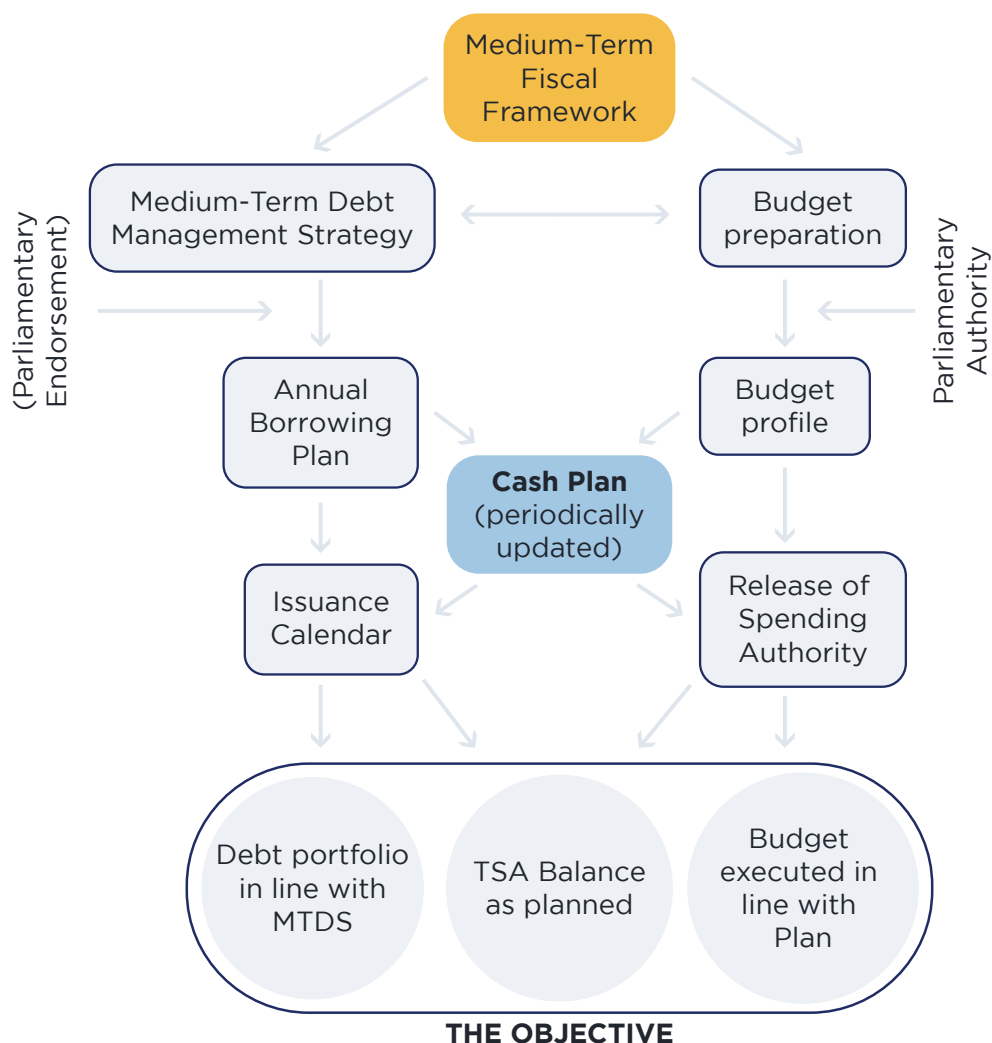 Medium-Term
Fiscal
Framework
Medium-Term Debt
Management Strategy
Budget
preparation
(Parliamentary
Endorsement)
Parliamentary
Authority
Annual
Borrowing
Plan
Budget
profile
Cash Plan
(periodically
updated)
Issuance
Calendar
Release of
Spending
Authority
Debt portfolio
in line with
MTDS
TSA Balance
as planned
Budget
executed in
line with
Plan
THE OBJECTIVE